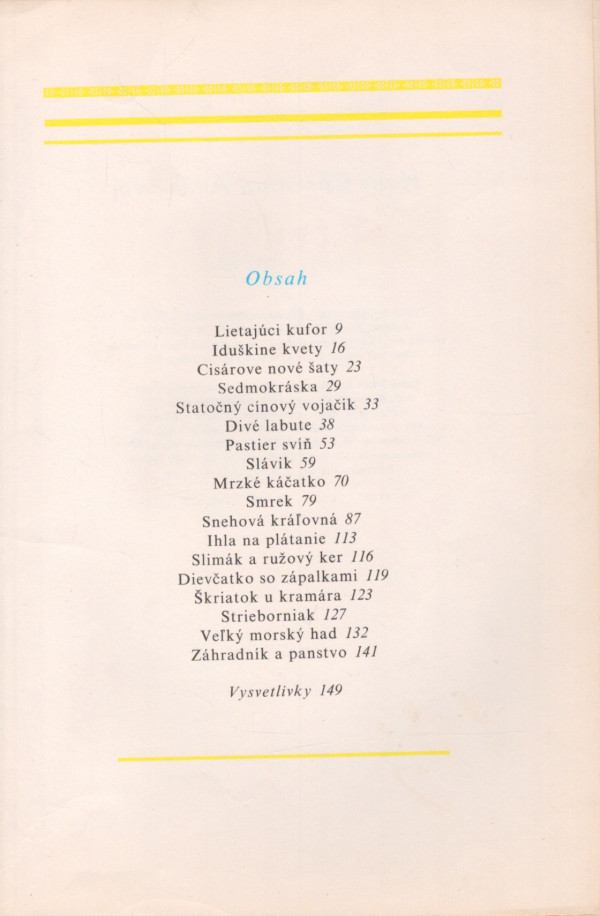 Obsah
Lietajúci kufor 9
Iduškine kvety 16
Cisárove nové šaty 23
Sedmokráska 29
Statočný cínový vojačik 33
Divé labute 38
Pastier svíň 53
Slávik 59
Mrzké káčatko 70
Smrek 79
Snehová kráľovná 87
Ihla na plátanie 113
Slimák a ružový ker 116
Dievčatko so zápalkami 119
Škriatok u kramára 123
Strieborniak 127
Veľký morský had 132
Záhradník a panstvo 141
Vysvetlivky 149